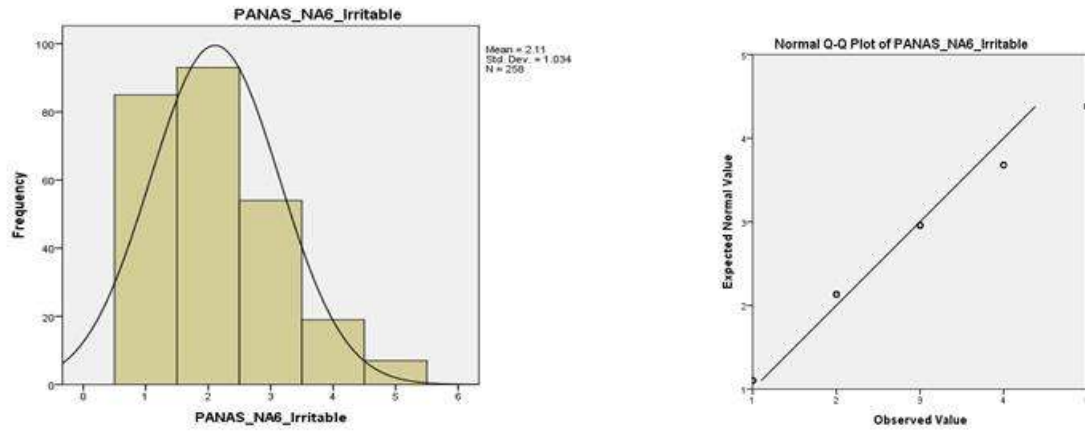 PANAS_NA6_Irritable
Mean = 2.11
Std. Dev. = 1.034
N = 258
Frequency
100
80
60
40
20
0
0 1 2 3 4 5 6
PANAS_NA6_Irritable
Normal Q-Q Plot of PANAS_NA6_Irritable
Expected Normal Value
5
4
3
2
1
1 2 3 4 5
Observed Value